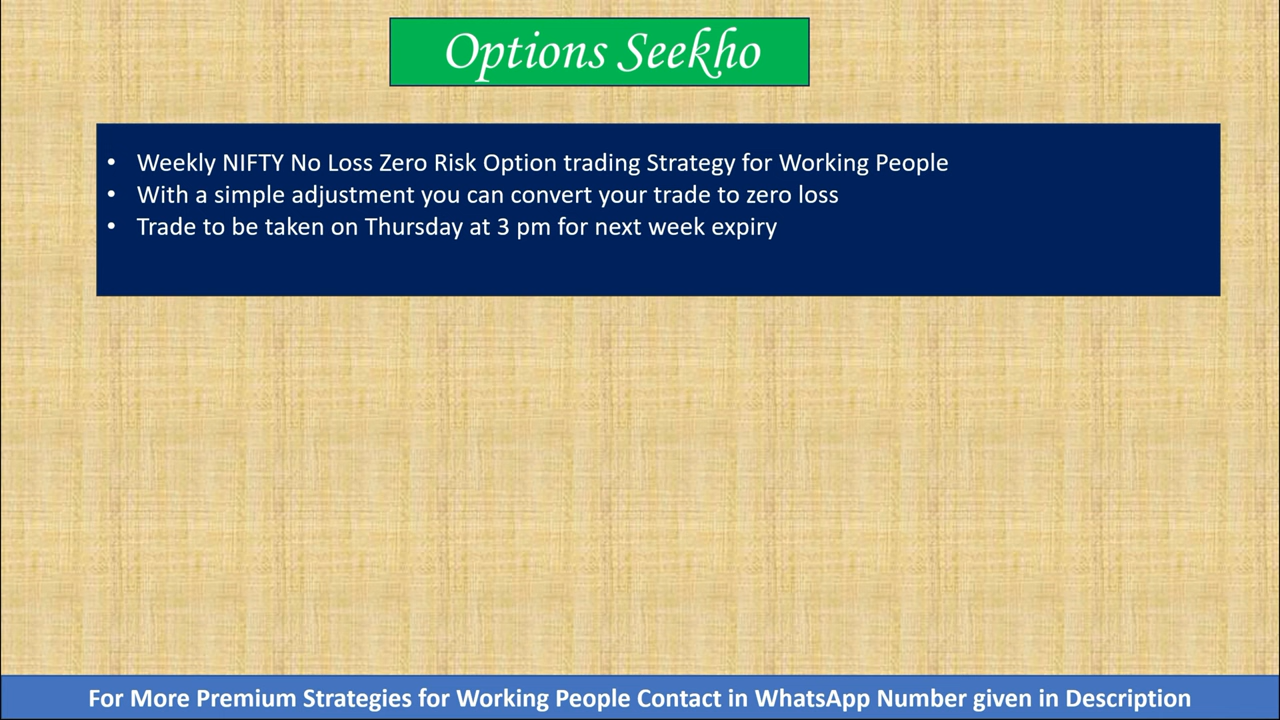 Options Seekho
• Weekly NIFTY No Loss Zero Risk Option trading Strategy for Working People
• With a simple adjustment you can convert your trade to zero loss
• Trade to be taken on Thursday at 3 pm for next week expiry
For More Premium Strategies for Working People Contact in WhatsApp Number given in Description